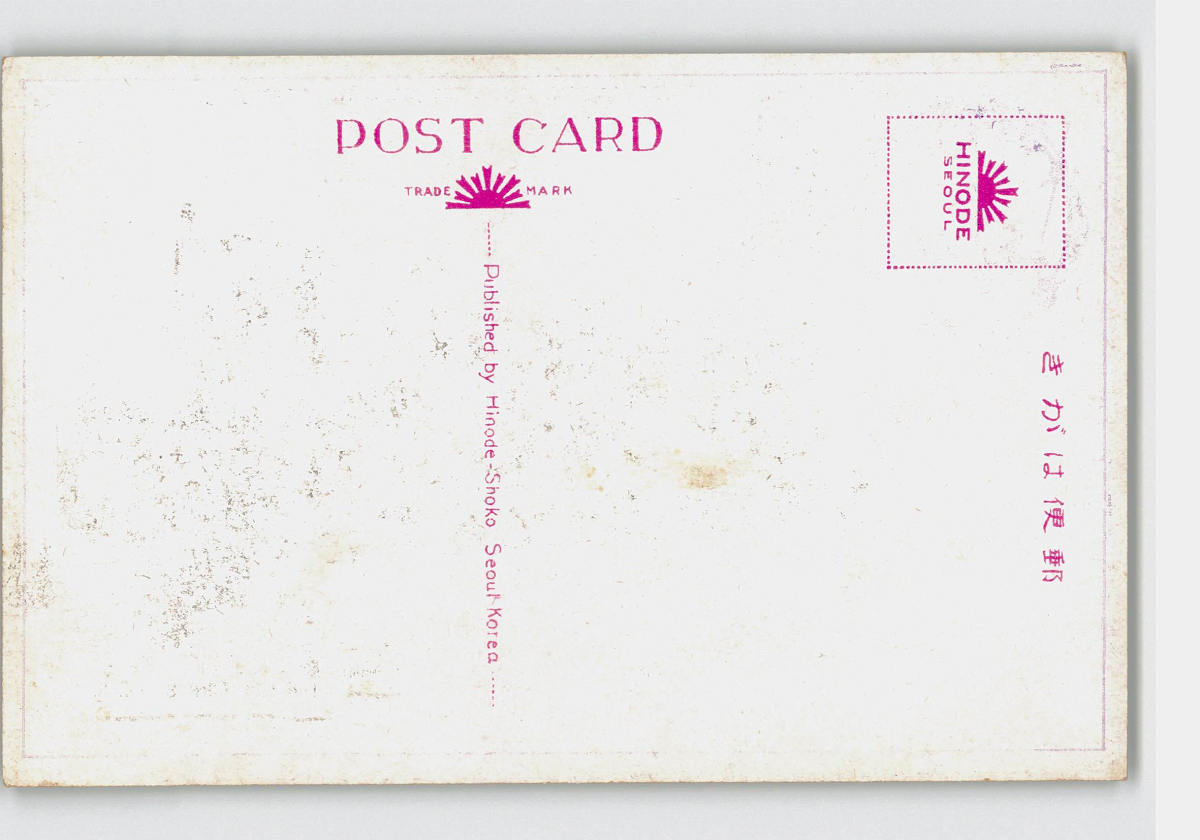 POST CARD
TRADE MARK
HINODE
SEOUL
Published by Hinode-Shoko Seoul Korea
きがは便郵